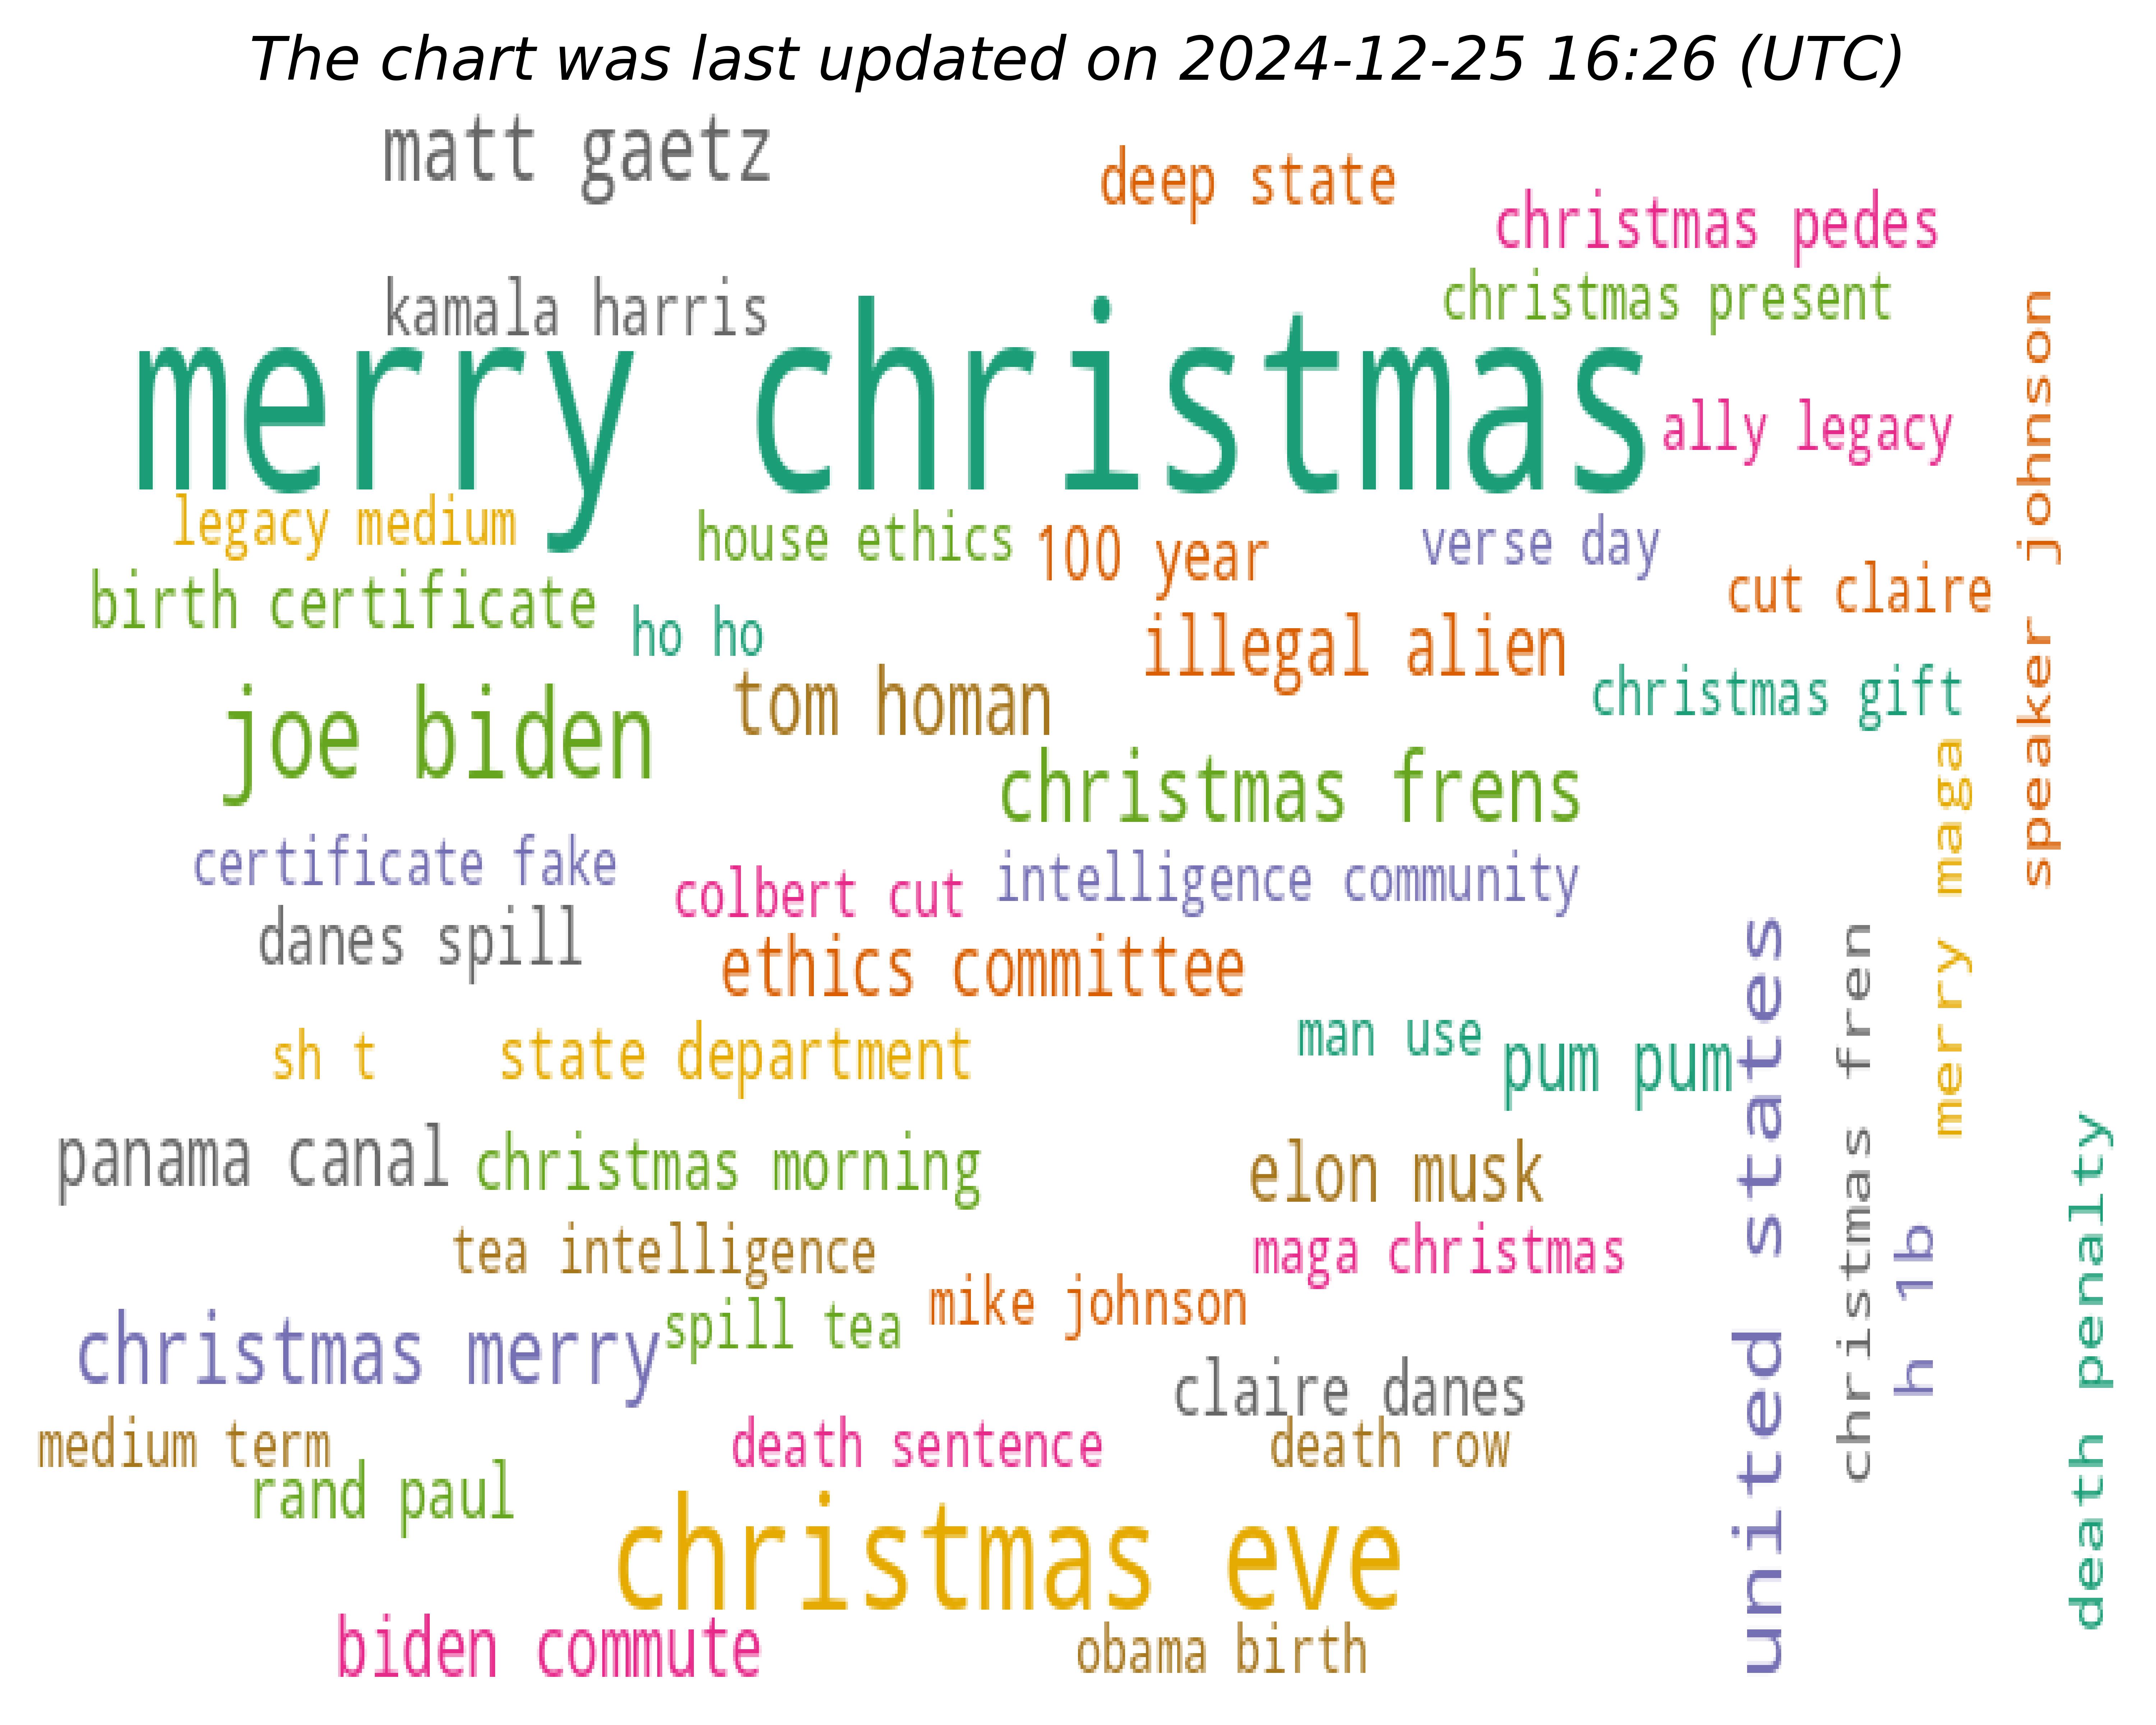 The chart was last updated on 2024-12-25 16:26 (UTC)
matt gaetz
deep state
christmas pedes
kamala harris
christmas present
merry christmas
ally legacy
speaker johnson
legacy medium
house ethics
100 year
verse day
cut claire
birth certificate
ho ho
illegal alien
christmas gift
joe biden
tom homan
christmas frens
merry maga
certificate fake
colbert cut
intelligence community
danes spill
ethics committee
united states
christmas fren
sh t
state department
man use
pum pum
panama canal
christmas morning
elon musk
h 1b
death penalty
tea intelligence
maga christmas
mike johnson
christmas merry
spill tea
claire danes
medium term
death sentence
death row
rand paul
christmas eve
biden commute
obama birth